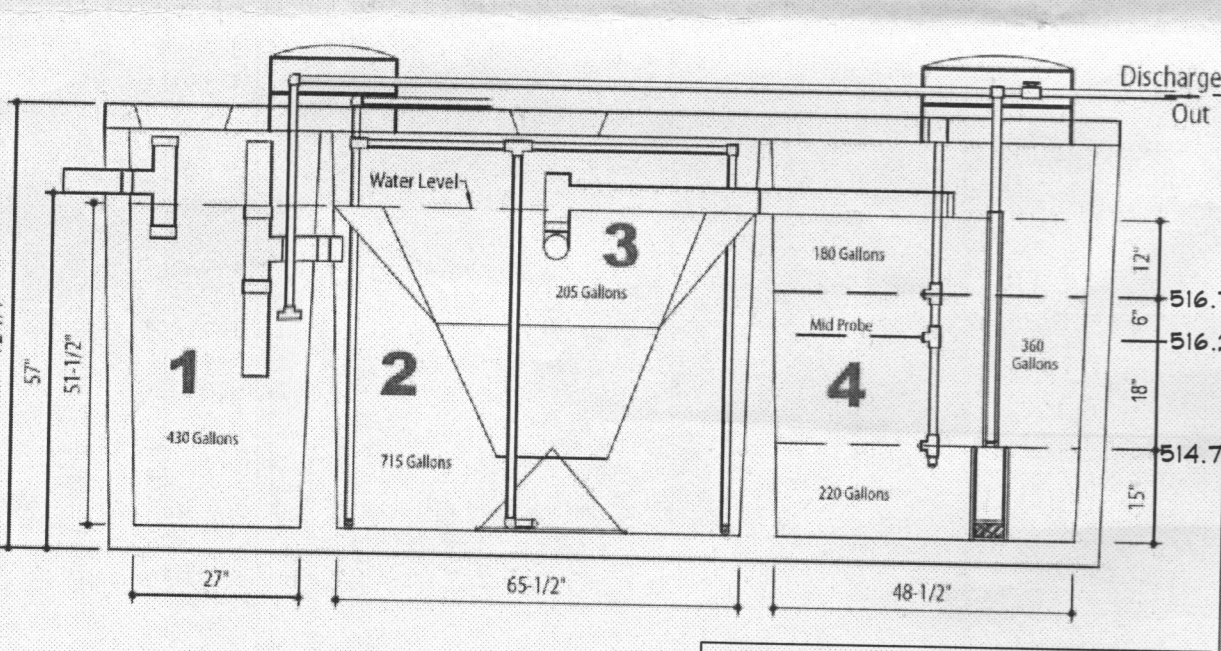 Discharge
Out
Water Level
3
180 Gallons
12"
205 Gallons
516.
6"
Mid Probe
516.
57"
51-1/2"
1
2
4
360
Gallons
18"
430 Gallons
715 Gallons
514.7
220 Gallons
15"
27"
65-1/2"
48-1/2"